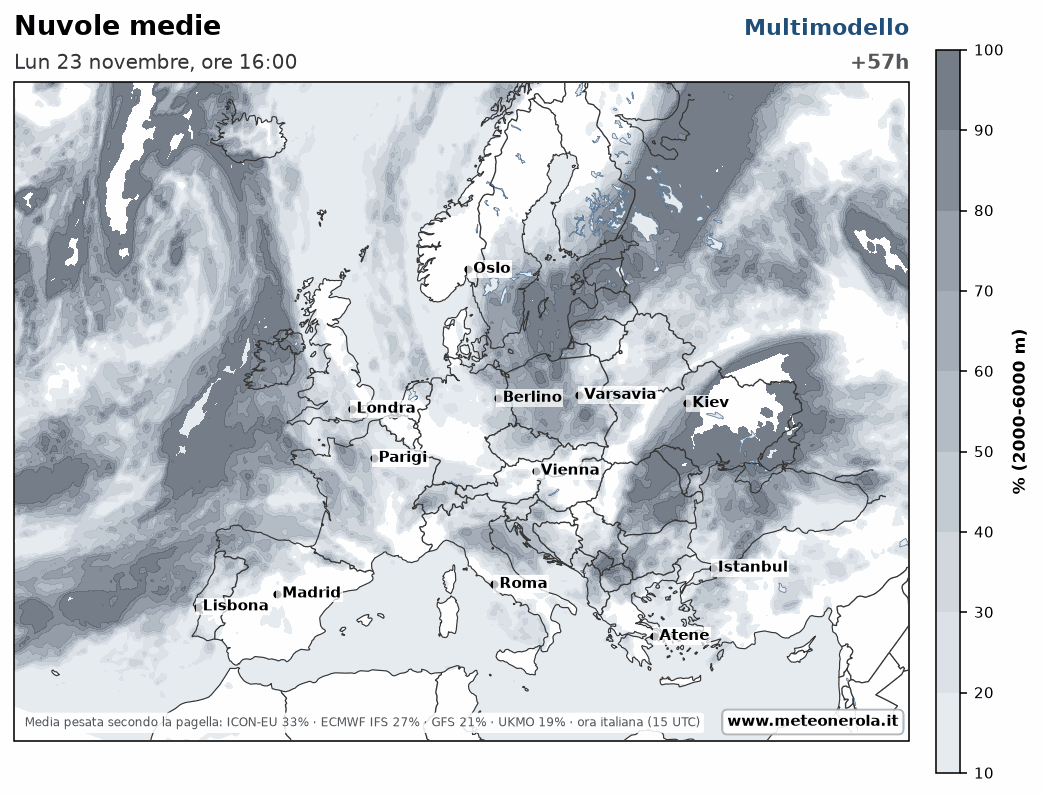 Nuvole medie
Multimodello
Lun 23 novembre, ore 16:00
+57h
100
90
80
70
60
50
40
30
20
10
% (2000-6000 m)
Oslo
Berlino
Varsavia
Kiev
Londra
Parigi
Vienna
Istanbul
Roma
Madrid
Lisbona
Atene
Media pesata secondo la pagella: ICON-EU 33% · ECMWF IFS 27% · GFS 21% · UKMO 19% · ora italiana (15 UTC)
www.meteonerola.it